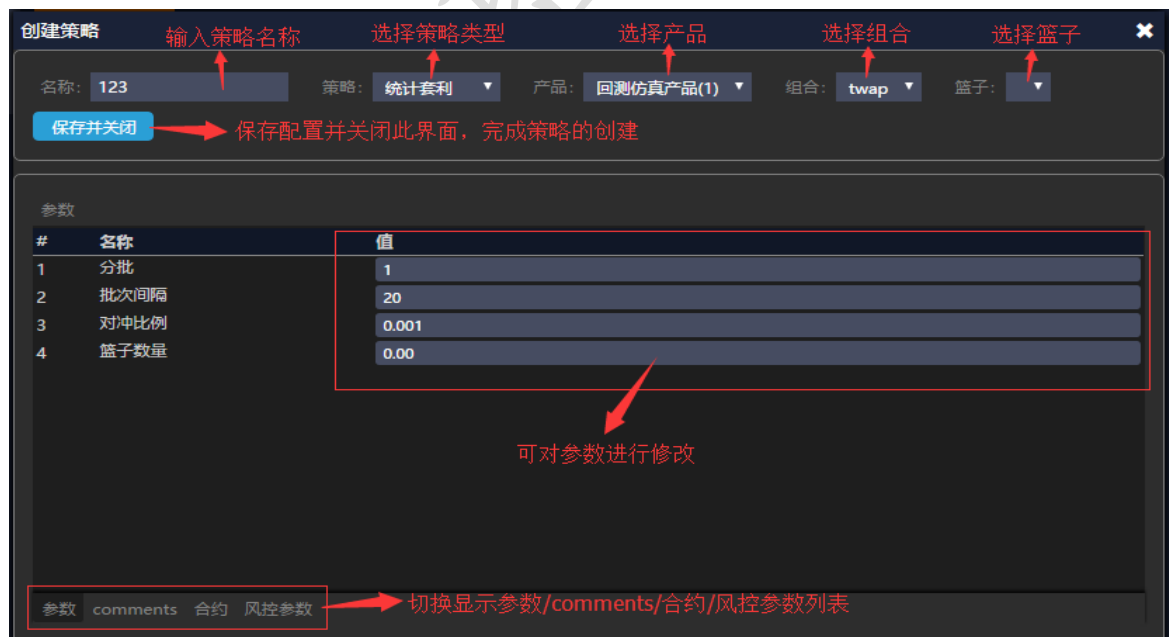 创建策略 输入策略名称 选择策略类型 选择产品 选择组合 选择篮子 ✖
名称: 123 策略: 统计套利 ▼ 产品: 回测仿真产品(1) ▼ 组合: twap ▼ 篮子: ▼
保存并关闭 保存配置并关闭此界面，完成策略的创建
参数
# 名称 值
1 分批 1
2 批次间隔 20
3 对冲比例 0.001
4 篮子数量 0.00
可对参数进行修改
参数 comments 合约 风控参数 切换显示参数/comments/合约/风控参数列表